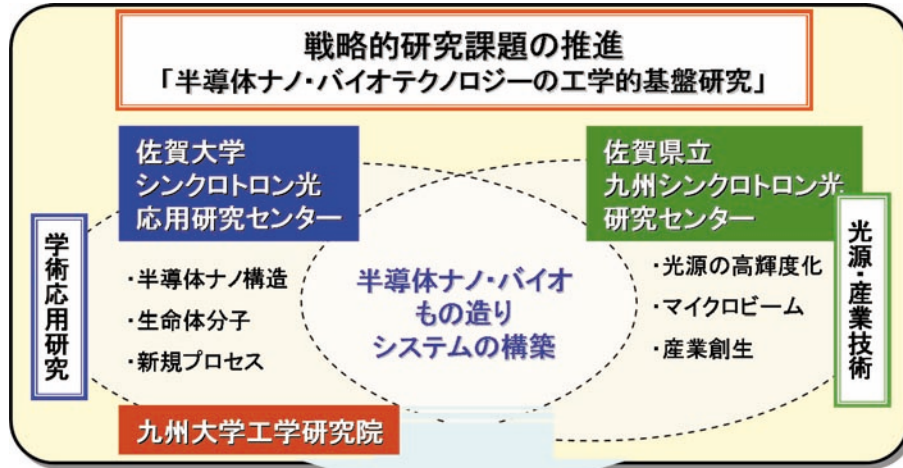 戦略的研究課題の推進
「半導体ナノ・バイオテクノロジーの工学的基盤研究」
佐賀大学
シンクロトロン光
応用研究センター
佐賀県立
九州シンクロトロン光
研究センター
学術応用研究
・半導体ナノ構造
・生命体分子
・新規プロセス
半導体ナノ・バイオ
もの造り
システムの構築
・光源の高輝度化
・マイクロビーム
・産業創生
光源・産業技術
九州大学工学研究院